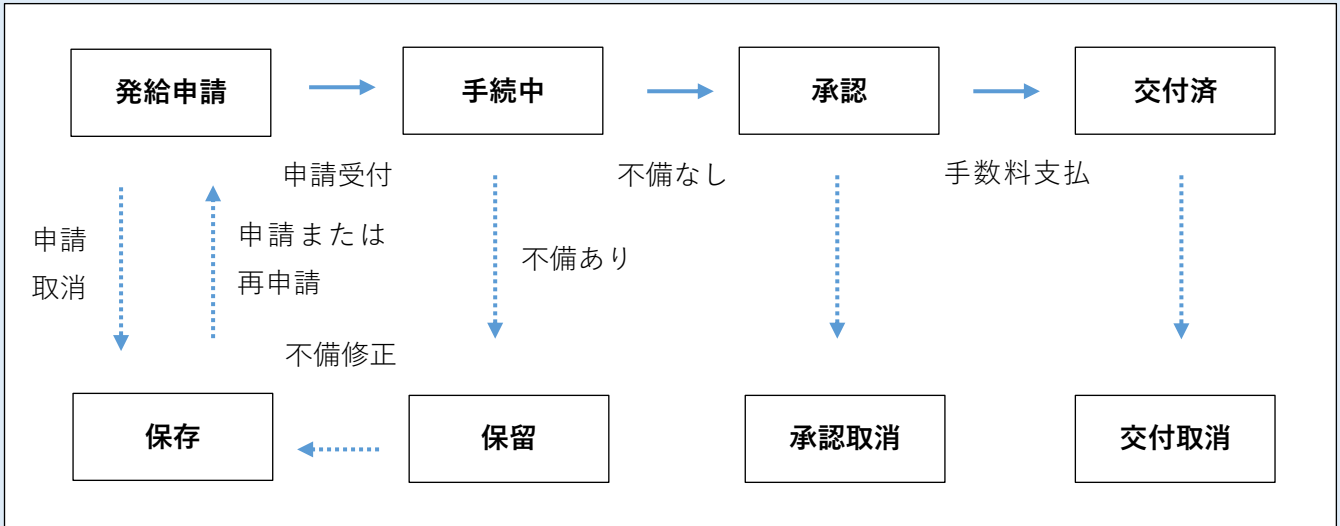 発給申請
手続中
承認
交付済
申請受付
不備なし
手数料支払
申請
取消
申請または
再申請
不備あり
不備修正
保存
保留
承認取消
交付取消